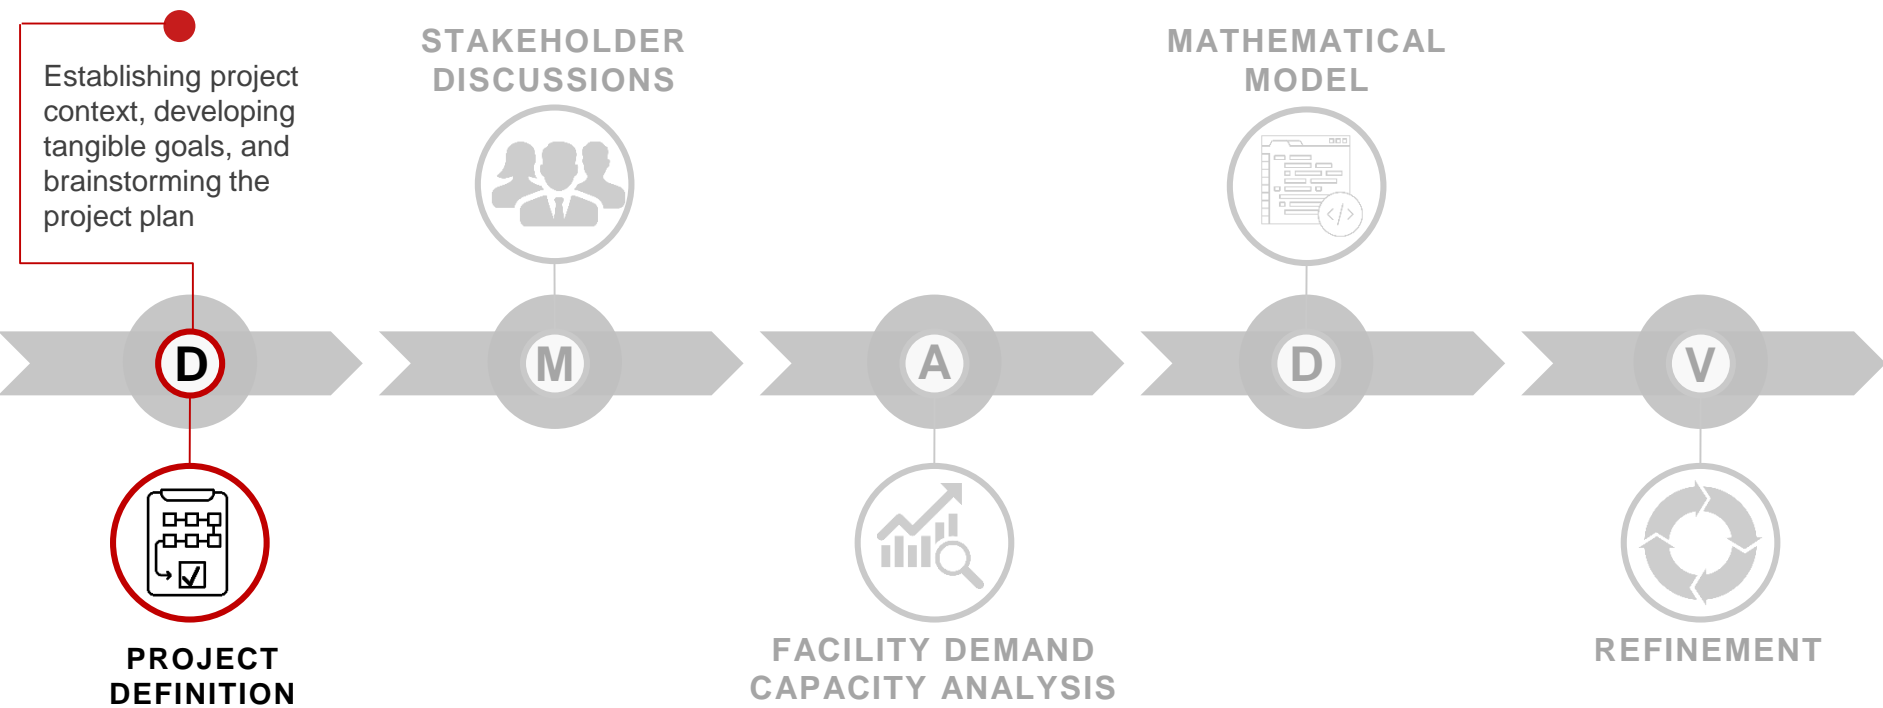 Establishing project
context, developing
tangible goals, and
brainstorming the
project plan
STAKEHOLDER
DISCUSSIONS
MATHEMATICAL
MODEL
D
M
A
D
V
PROJECT
DEFINITION
FACILITY DEMAND
CAPACITY ANALYSIS
REFINEMENT